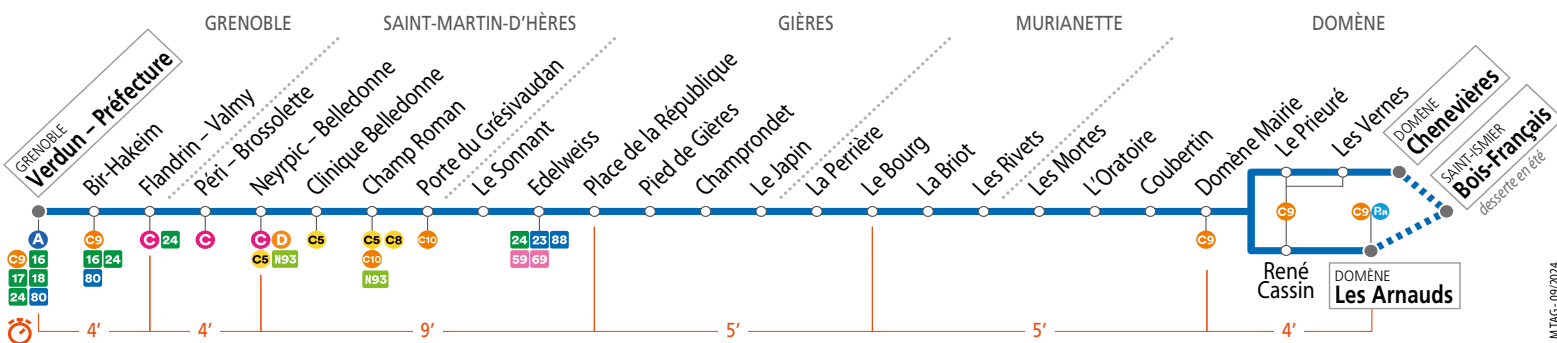 GRENOBLE
SAINT-MARTIN-D’HÈRES
GIÈRES
MURIANETTE
DOMÈNE
GRENOBLE
Verdun – Préfecture
Bir-Hakeim
Flandrin – Valmy
Péri – Brossolette
Neyrpic – Belledonne
Clinique Belledonne
Champ Roman
Porte du Grésivaudan
Le Sonnant
Edelweiss
Place de la République
Pied de Gières
Champrondet
Le Japin
La Perrière
Le Bourg
La Briot
Les Rivets
Les Mortes
L’Oratoire
Coubertin
Domène Mairie
Le Prieuré
Les Vernes
DOMÈNE
Chenevières
SAINT-ISMIER
Bois-Français
desserte en été
René
Cassin
DOMÈNE
Les Arnauds
A
C9 16
17 18
24 80
C9
16 24
80
C 24
C
C D
C5 N93
C5
C5 C8
C10
N93
C10
24 23 88
59 69
C9
C9
C9 P+R
4’
4’
9’
5’
5’
4’
M TAG - 09/2024